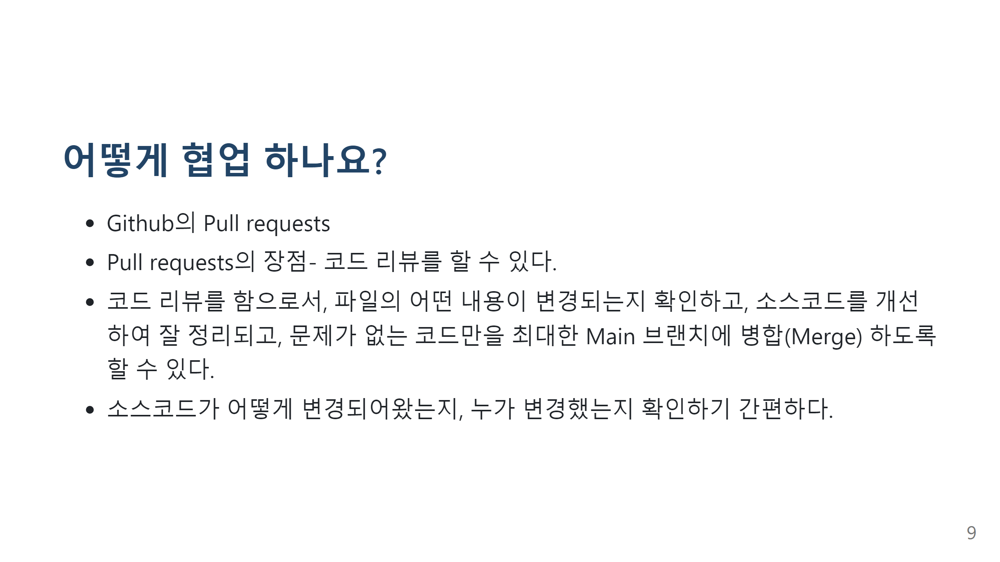 어떻게 협업 하나요?
• Github의 Pull requests
• Pull requests의 장점- 코드 리뷰를 할 수 있다.
• 코드 리뷰를 함으로서, 파일의 어떤 내용이 변경되는지 확인하고, 소스코드를 개선
하여 잘 정리되고, 문제가 없는 코드만을 최대한 Main 브랜치에 병합(Merge) 하도록
할 수 있다.
• 소스코드가 어떻게 변경되어왔는지, 누가 변경했는지 확인하기 간편하다.
9